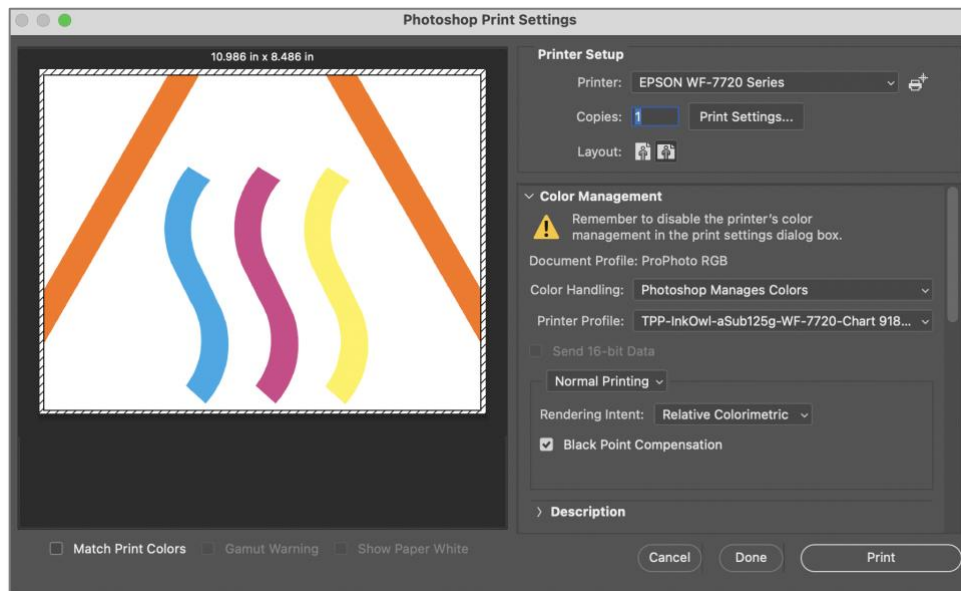 Photoshop Print Settings
10.986 in x 8.486 in
Printer Setup
Printer: EPSON WF-7720 Series
Copies: 1 Print Settings...
Layout:
Color Management
Remember to disable the printer's color
management in the print settings dialog box.
Document Profile: ProPhoto RGB
Color Handling: Photoshop Manages Colors
Printer Profile: TPP-InkOwl-aSub125g-WF-7720-Chart 918...
Send 16-bit Data
Normal Printing
Rendering Intent: Relative Colorimetric
Black Point Compensation
Description
Match Print Colors Gamut Warning Show Paper White
Cancel Done Print